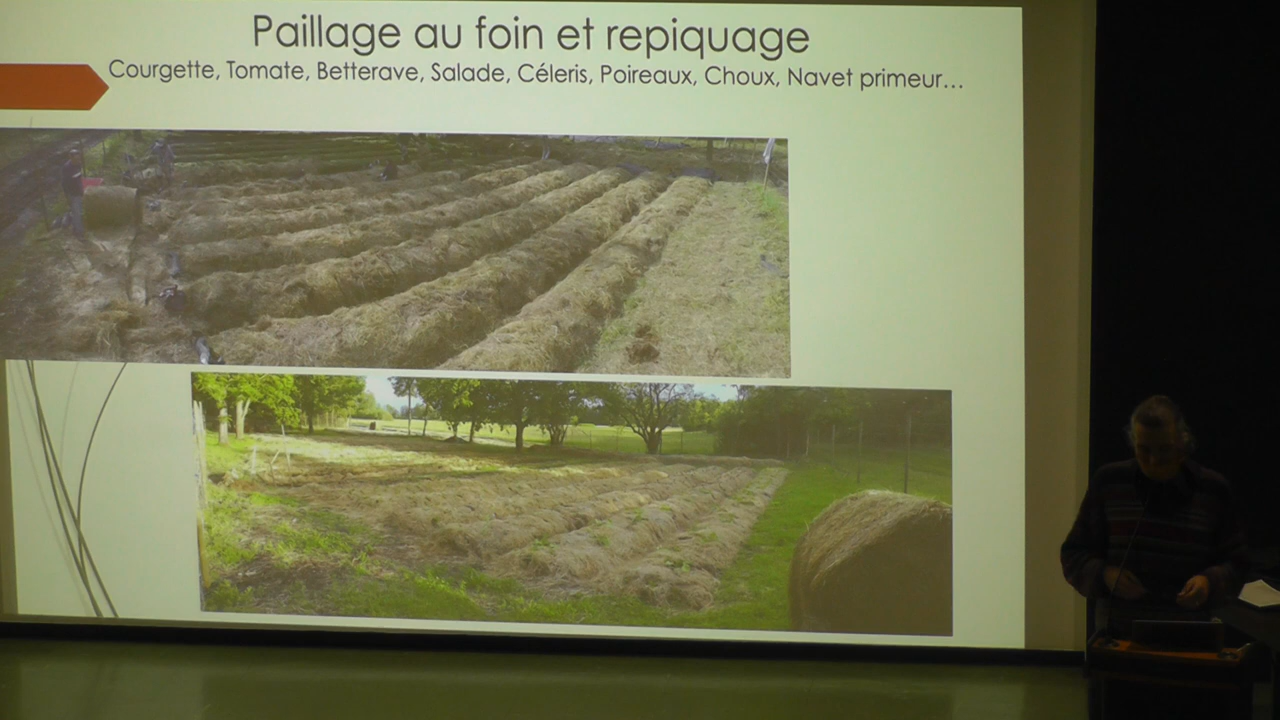 Paillage au foin et repiquage
Courgette, Tomate, Betterave, Salade, Céleris, Poireaux, Choux, Navet primeur…